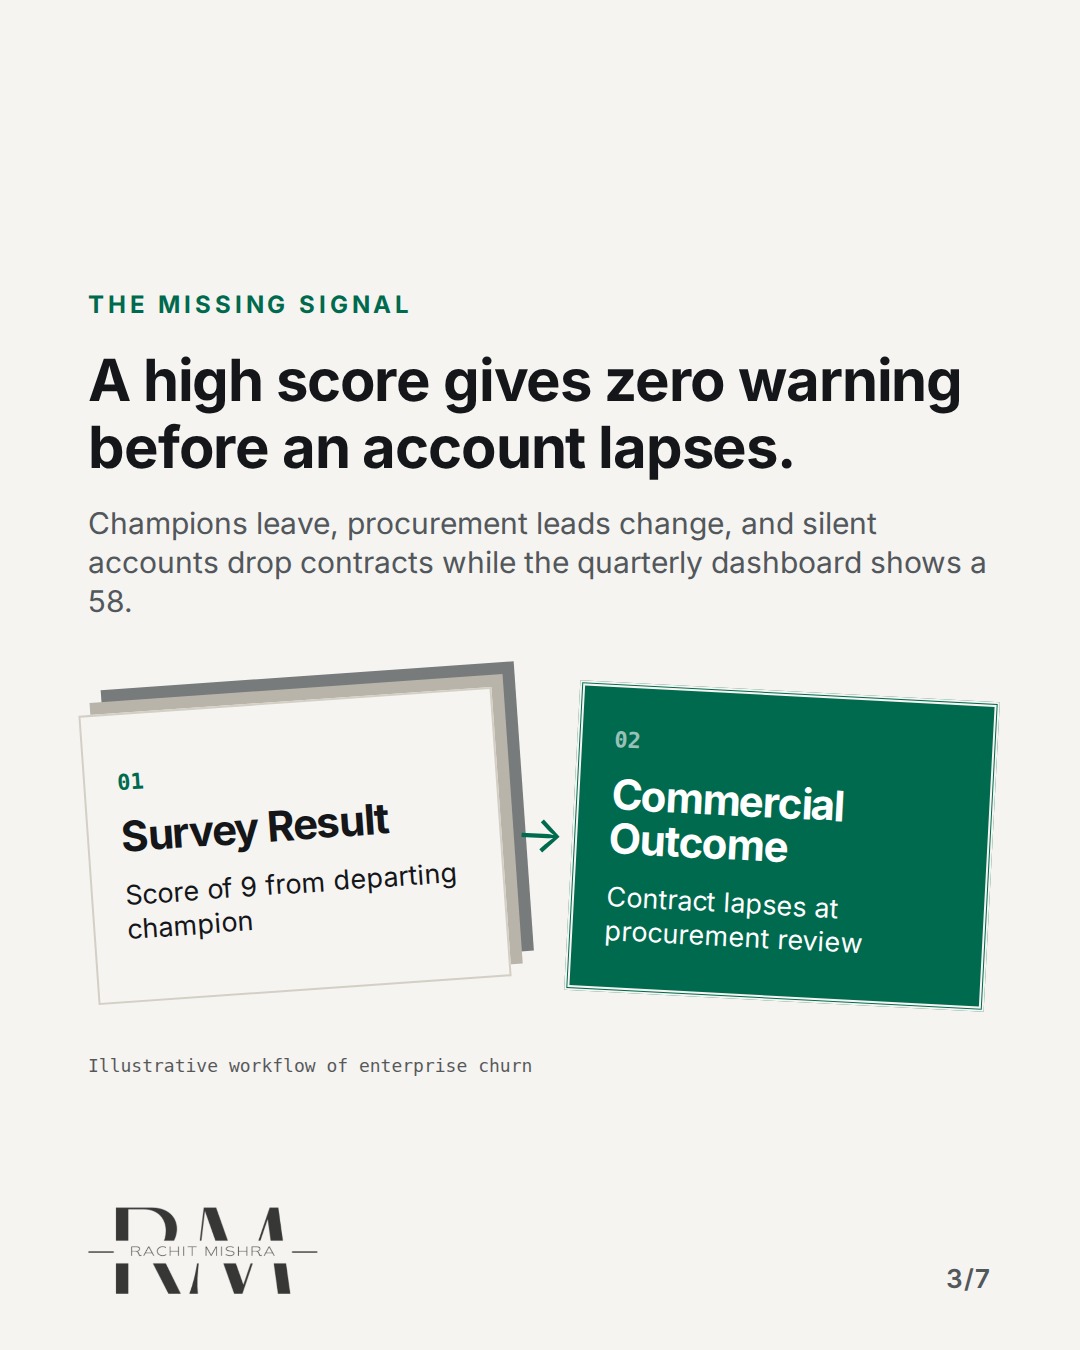 THE MISSING SIGNAL
A high score gives zero warning
before an account lapses.
Champions leave, procurement leads change, and silent
accounts drop contracts while the quarterly dashboard shows a
58.
01
Survey Result
Score of 9 from departing
champion
02
Commercial
Outcome
Contract lapses at
procurement review
Illustrative workflow of enterprise churn
RM
RACHIT MISHRA
3/7